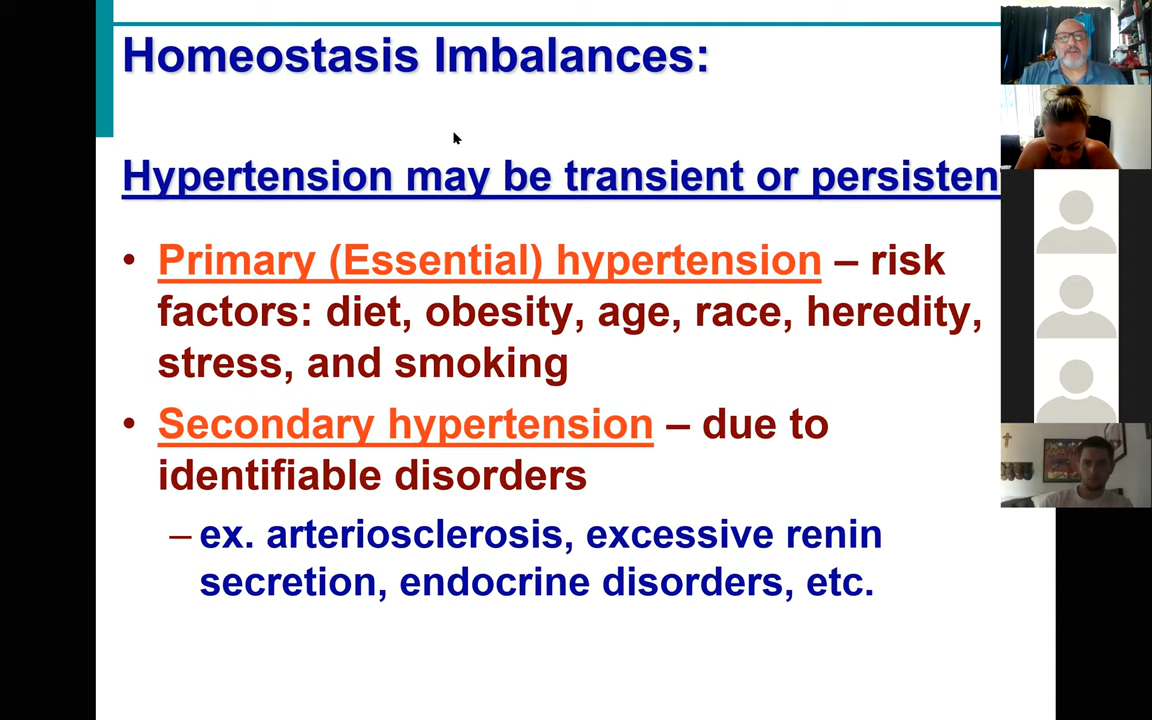 Homeostasis Imbalances:
Hypertension may be transient or persisten
• Primary (Essential) hypertension – risk
factors: diet, obesity, age, race, heredity,
stress, and smoking
• Secondary hypertension – due to
identifiable disorders
– ex. arteriosclerosis, excessive renin
secretion, endocrine disorders, etc.